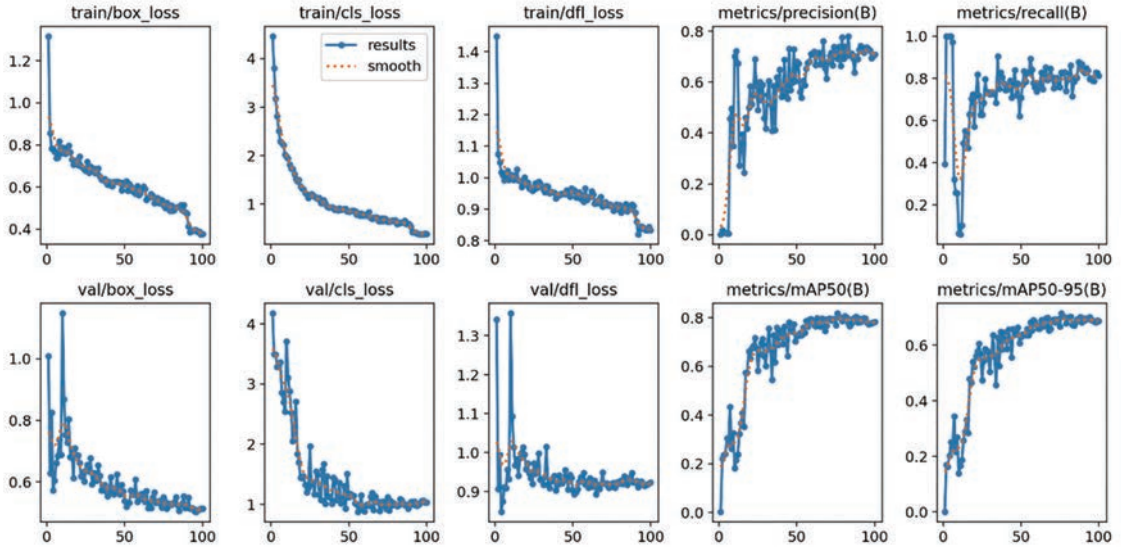 train/box_loss
train/cls_loss
train/dfl_loss
metrics/precision(B)
metrics/recall(B)
1.2
1.0
0.8
0.6
0.4
0 50 100
4
3
2
1
results
smooth
0 50 100
1.4
1.3
1.2
1.1
1.0
0.9
0.8
0 50 100
0.8
0.6
0.4
0.2
0.0
0 50 100
1.0
0.8
0.6
0.4
0.2
0 50 100
val/box_loss
val/cls_loss
val/dfl_loss
metrics/mAP50(B)
metrics/mAP50-95(B)
1.0
0.8
0.6
0 50 100
4
3
2
1
0 50 100
1.3
1.2
1.1
1.0
0.9
0 50 100
0.8
0.6
0.4
0.2
0.0
0 50 100
0.6
0.4
0.2
0.0
0 50 100